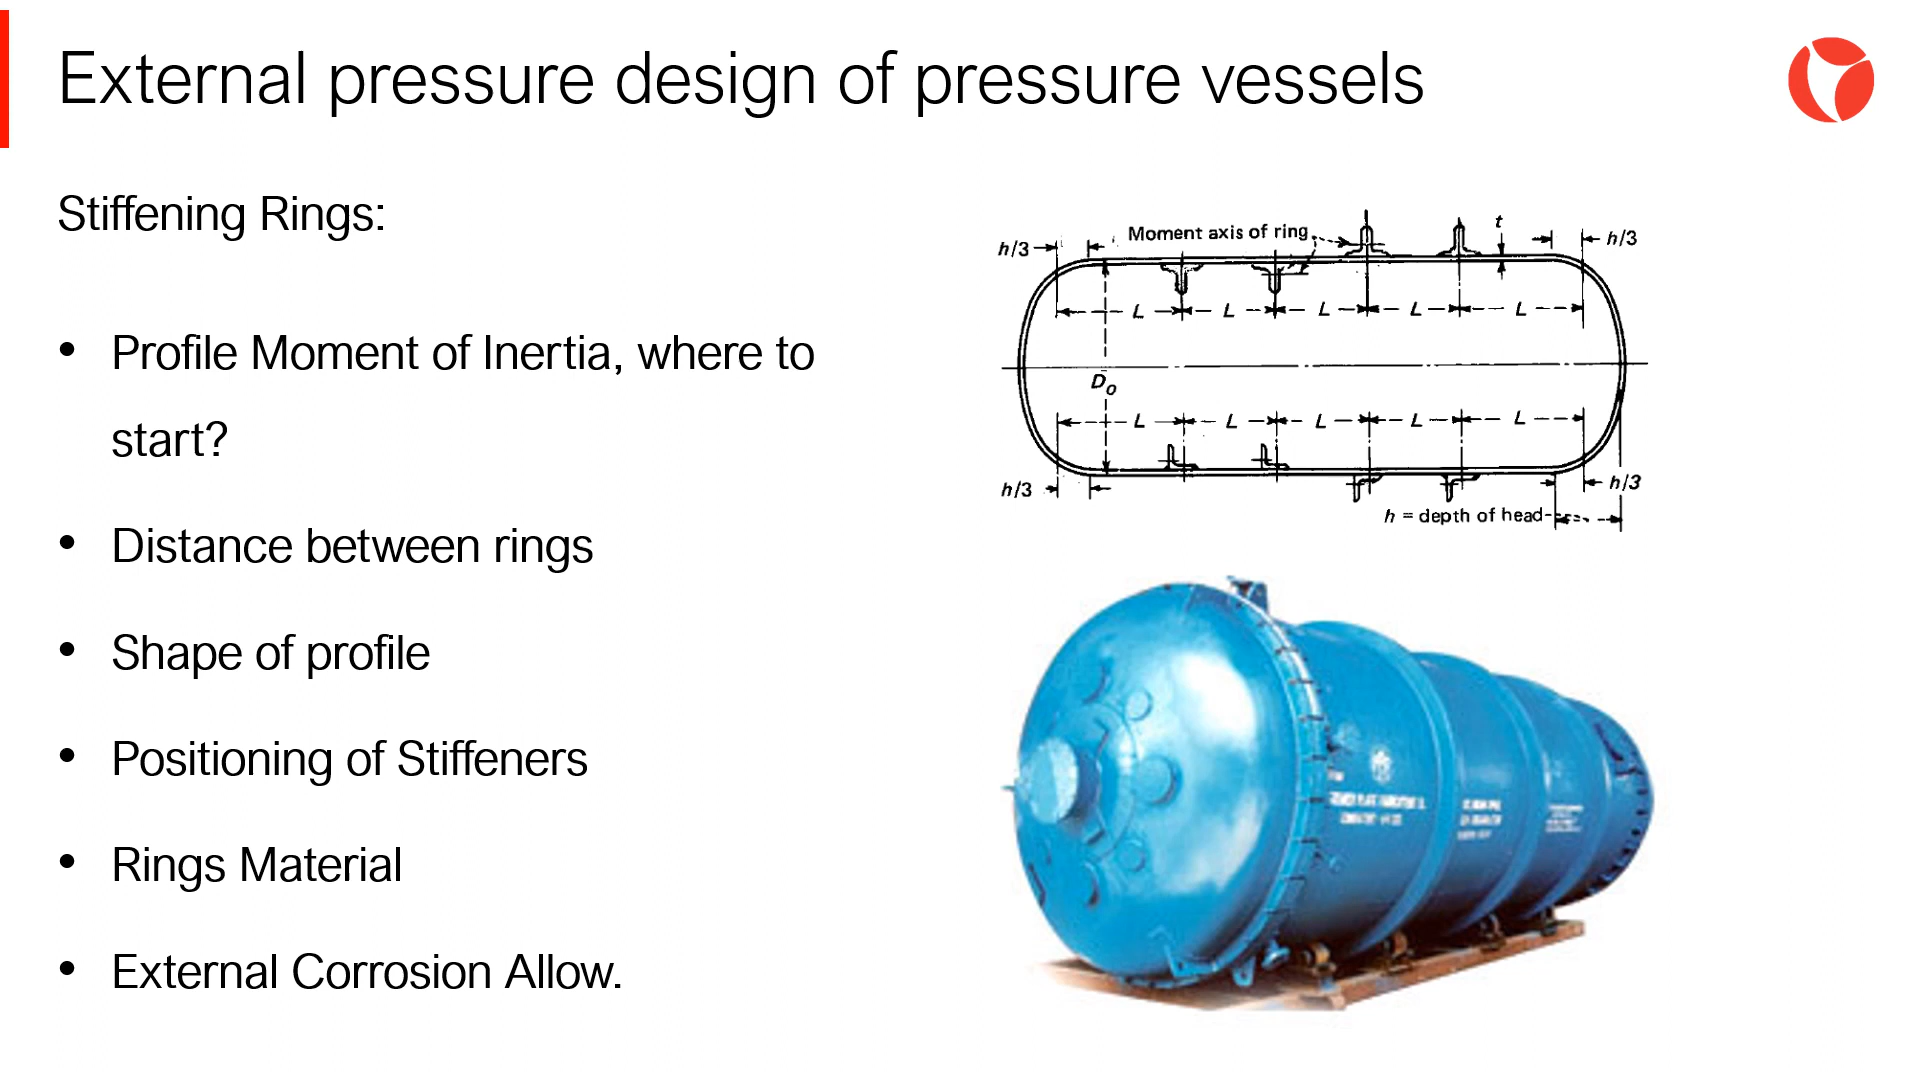 External pressure design of pressure vessels
Stiffening Rings:
• Profile Moment of Inertia, where to
start?
• Distance between rings
• Shape of profile
• Positioning of Stiffeners
• Rings Material
• External Corrosion Allow.
h/3
Moment axis of ring
t
h/3
L L L L L
Do
L L L L L
h/3
h/3
h = depth of head